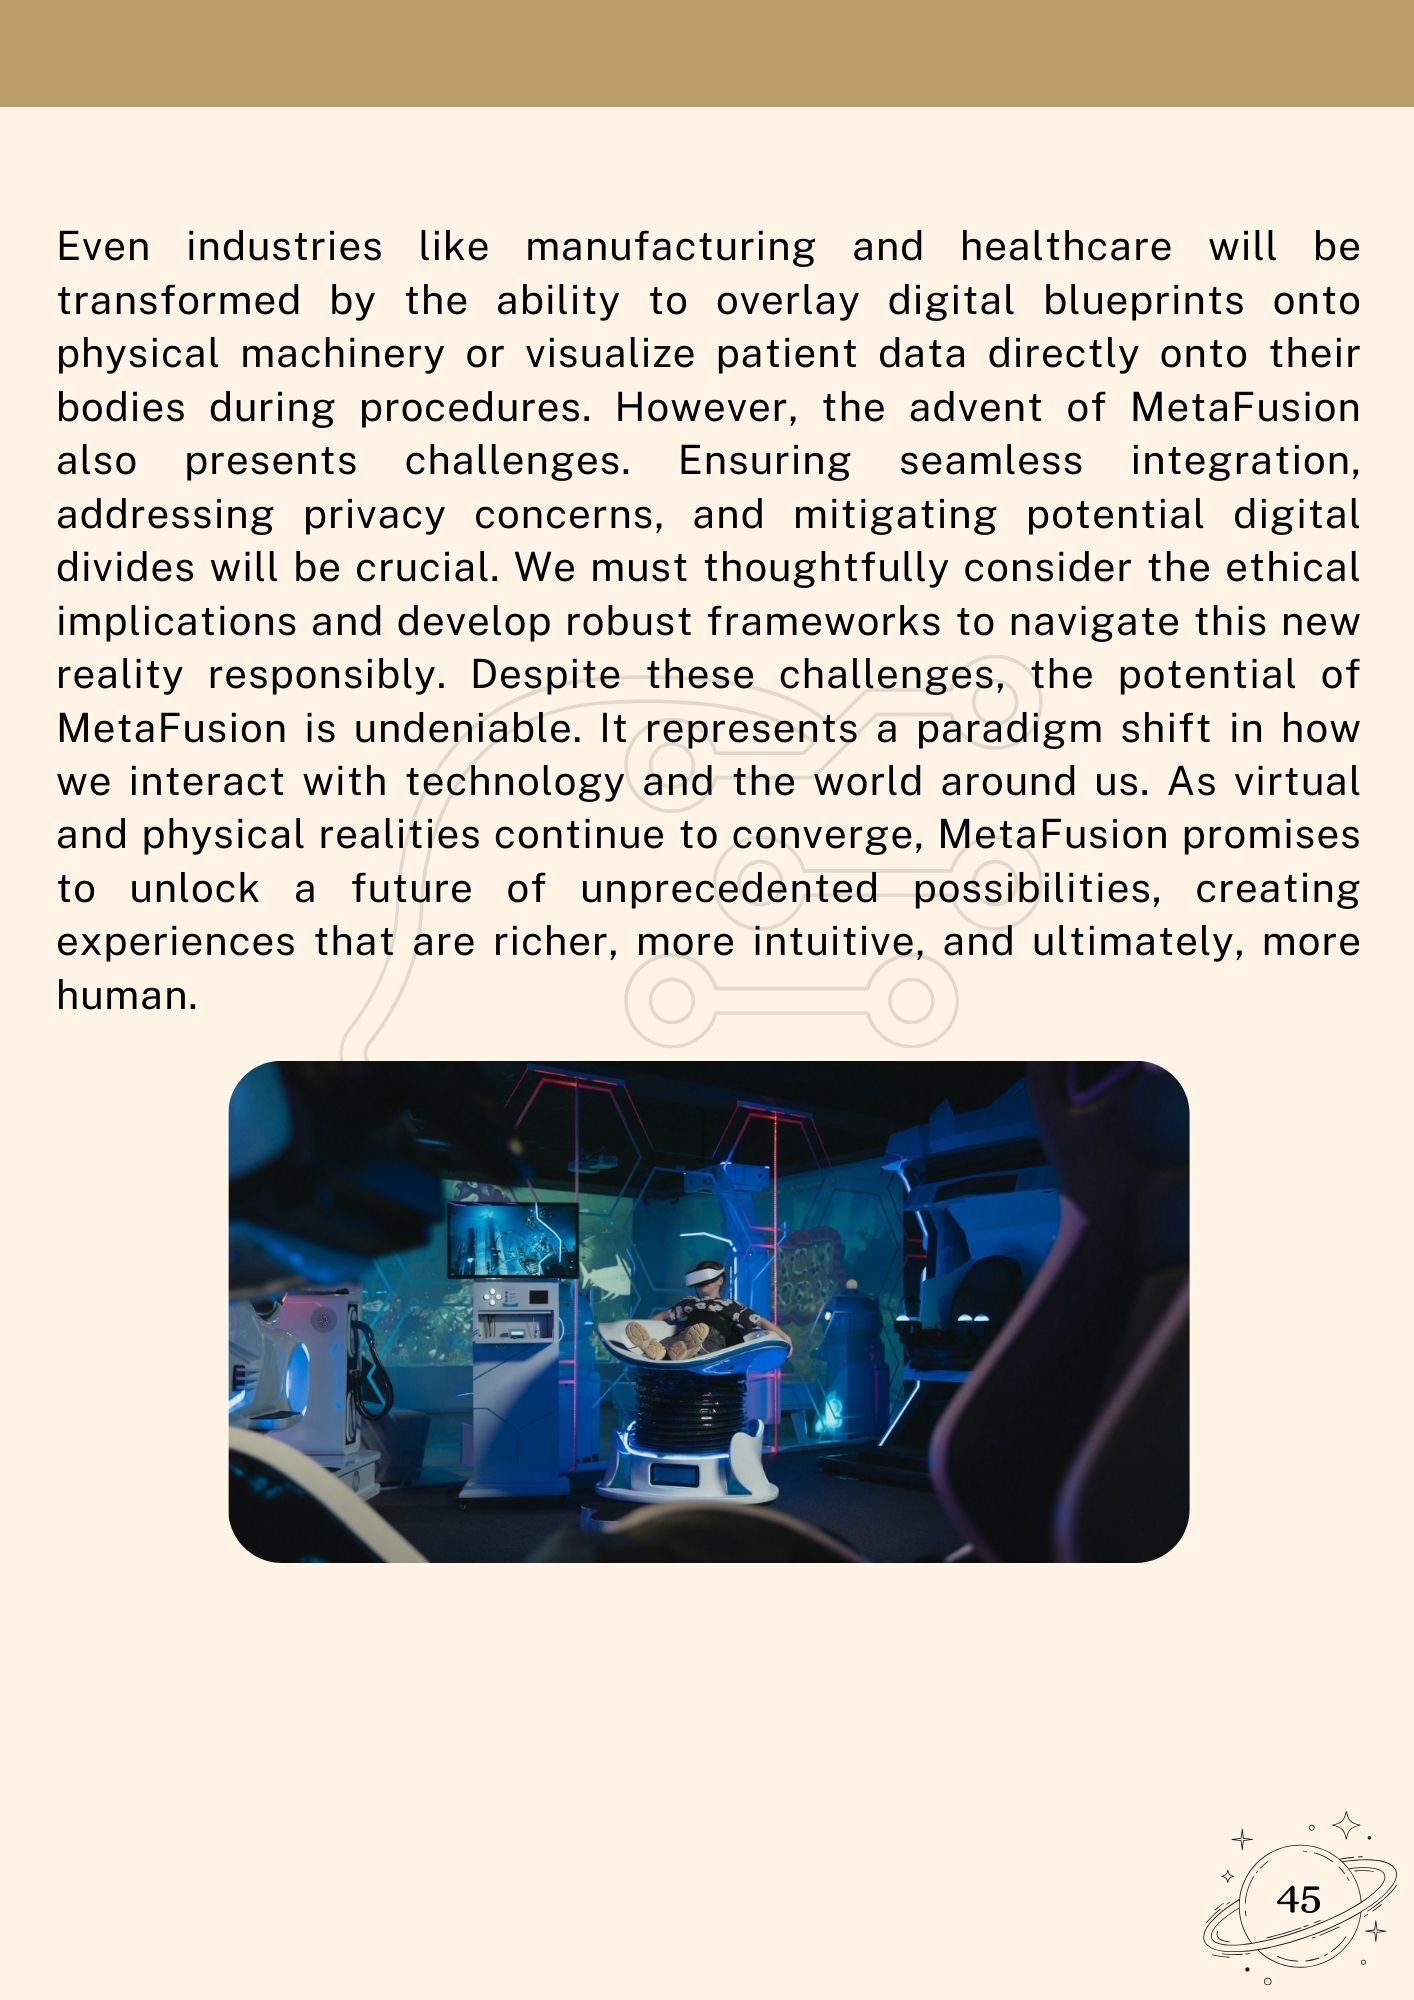 Even industries like manufacturing and healthcare will be
transformed by the ability to overlay digital blueprints onto
physical machinery or visualize patient data directly onto their
bodies during procedures. However, the advent of MetaFusion
also presents challenges. Ensuring seamless integration,
addressing privacy concerns, and mitigating potential digital
divides will be crucial. We must thoughtfully consider the ethical
implications and develop robust frameworks to navigate this new
reality responsibly. Despite these challenges, the potential of
MetaFusion is undeniable. It represents a paradigm shift in how
we interact with technology and the world around us. As virtual
and physical realities continue to converge, MetaFusion promises
to unlock a future of unprecedented possibilities, creating
experiences that are richer, more intuitive, and ultimately, more
human.
45